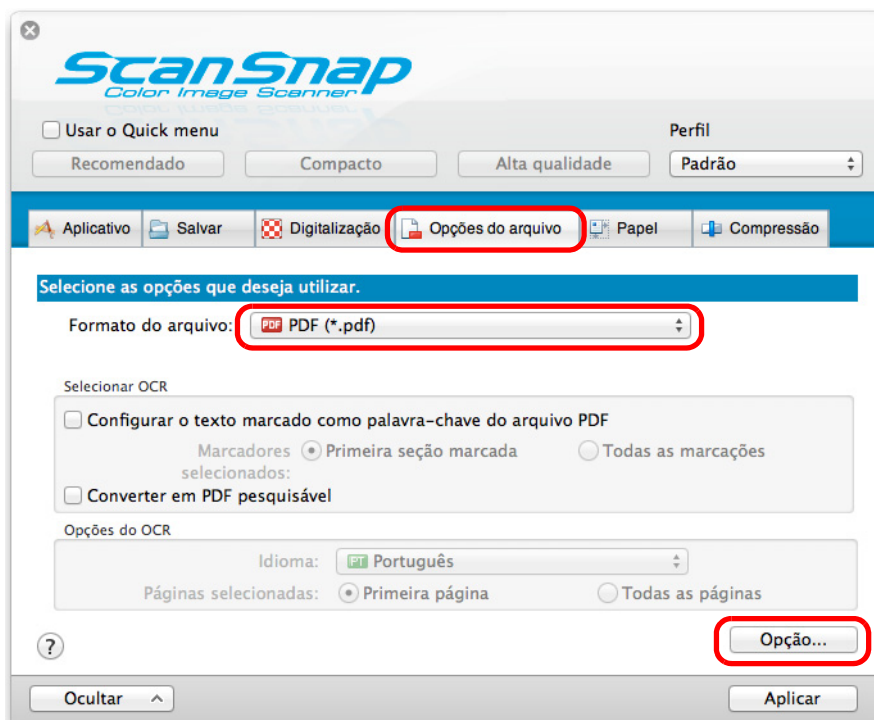 ScanSnap
Color Image Scanner
Usar o Quick menu
Perfil
Recomendado Compacto Alta qualidade Padrão
Aplicativo Salvar Digitalização Opções do arquivo Papel Compressão
Selecione as opções que deseja utilizar.
Formato do arquivo: PDF PDF (*.pdf)
Selecionar OCR
Configurar o texto marcado como palavra-chave do arquivo PDF
Marcadores selecionados: Primeira seção marcada Todas as marcações
Converter em PDF pesquisável
Opções do OCR
Idioma: PT Português
Páginas selecionadas: Primeira página Todas as páginas
? Opção...
Ocultar Aplicar